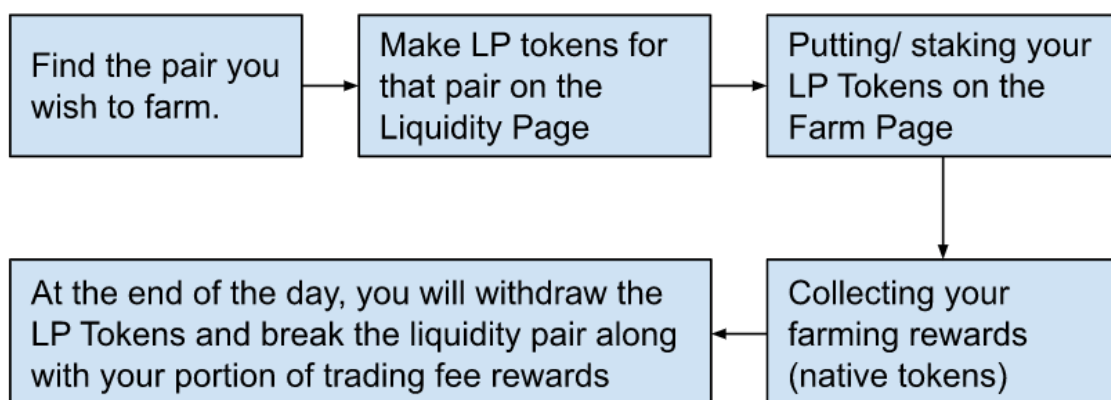 Find the pair you
wish to farm.
Make LP tokens for
that pair on the
Liquidity Page
Putting/ staking your
LP Tokens on the
Farm Page
Collecting your
farming rewards
(native tokens)
At the end of the day, you will withdraw the
LP Tokens and break the liquidity pair along
with your portion of trading fee rewards